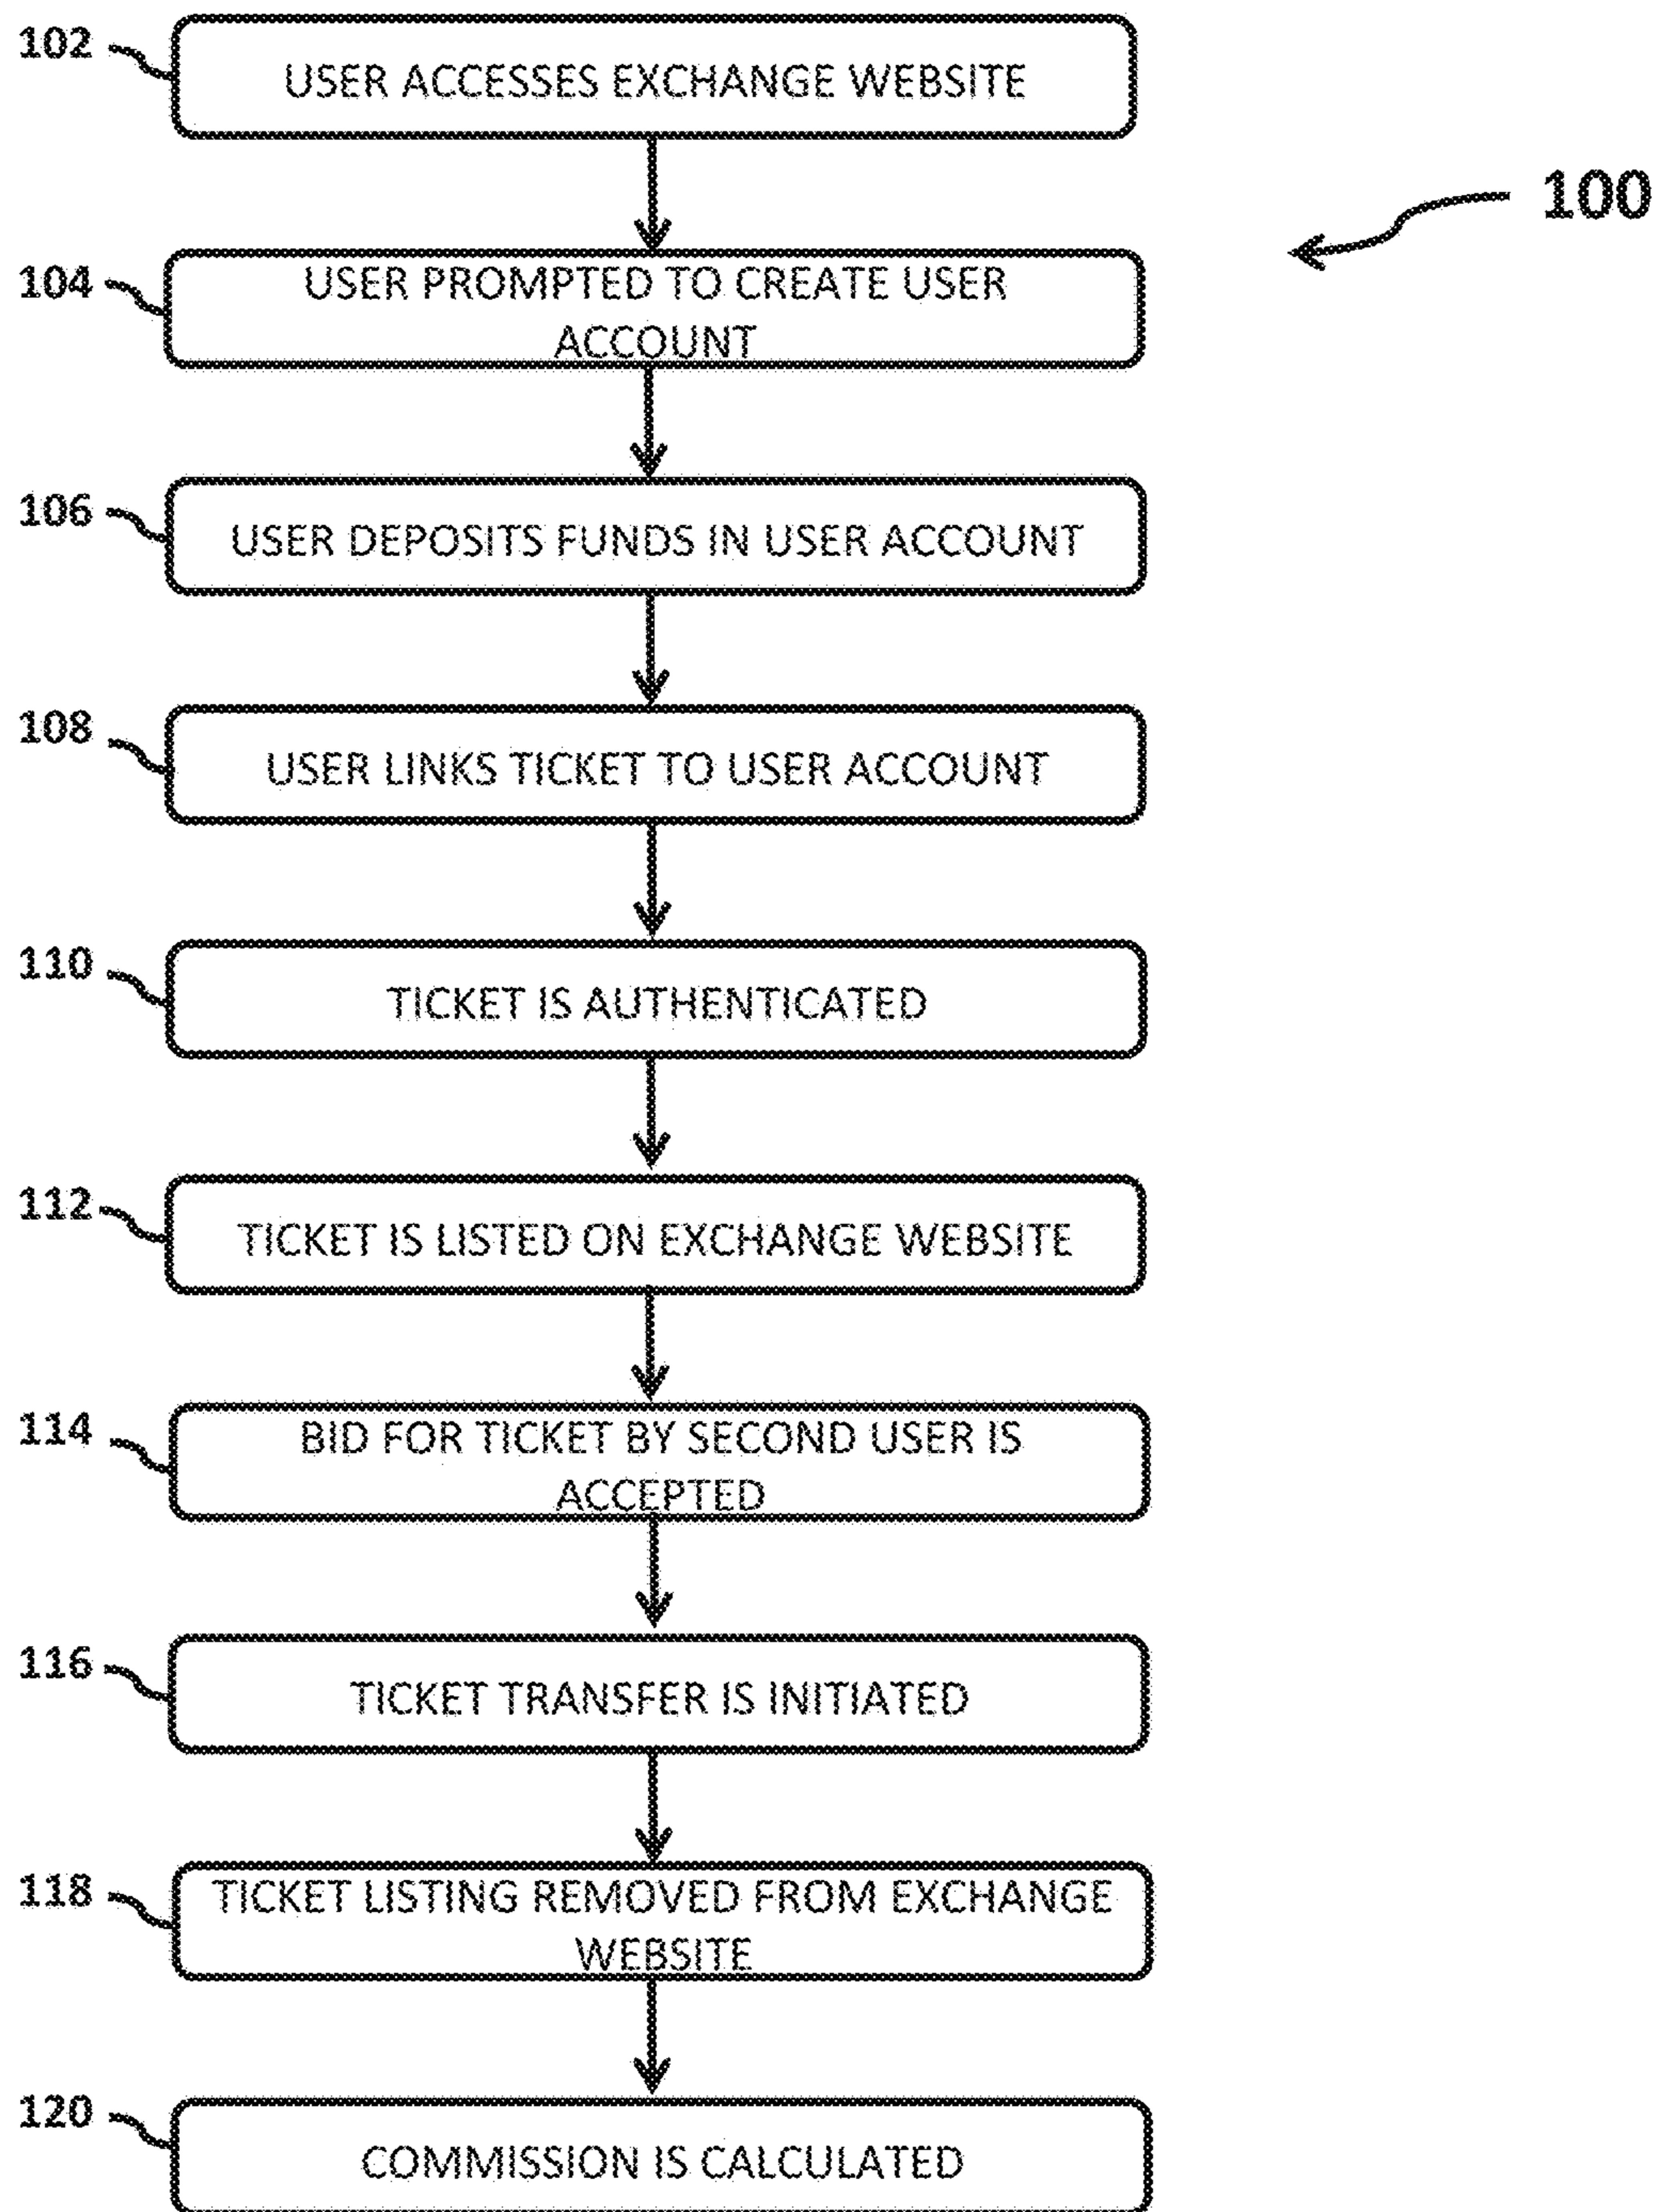 102
USER ACCESSES EXCHANGE WEBSITE
100
104
USER PROMPTED TO CREATE USER
ACCOUNT
106
USER DEPOSITS FUNDS IN USER ACCOUNT
108
USER LINKS TICKET TO USER ACCOUNT
110
TICKET IS AUTHENTICATED
112
TICKET IS LISTED ON EXCHANGE WEBSITE
114
BID FOR TICKET BY SECOND USER IS
ACCEPTED
116
TICKET TRANSFER IS INITIATED
118
TICKET LISTING REMOVED FROM EXCHANGE
WEBSITE
120
COMMISSION IS CALCULATED